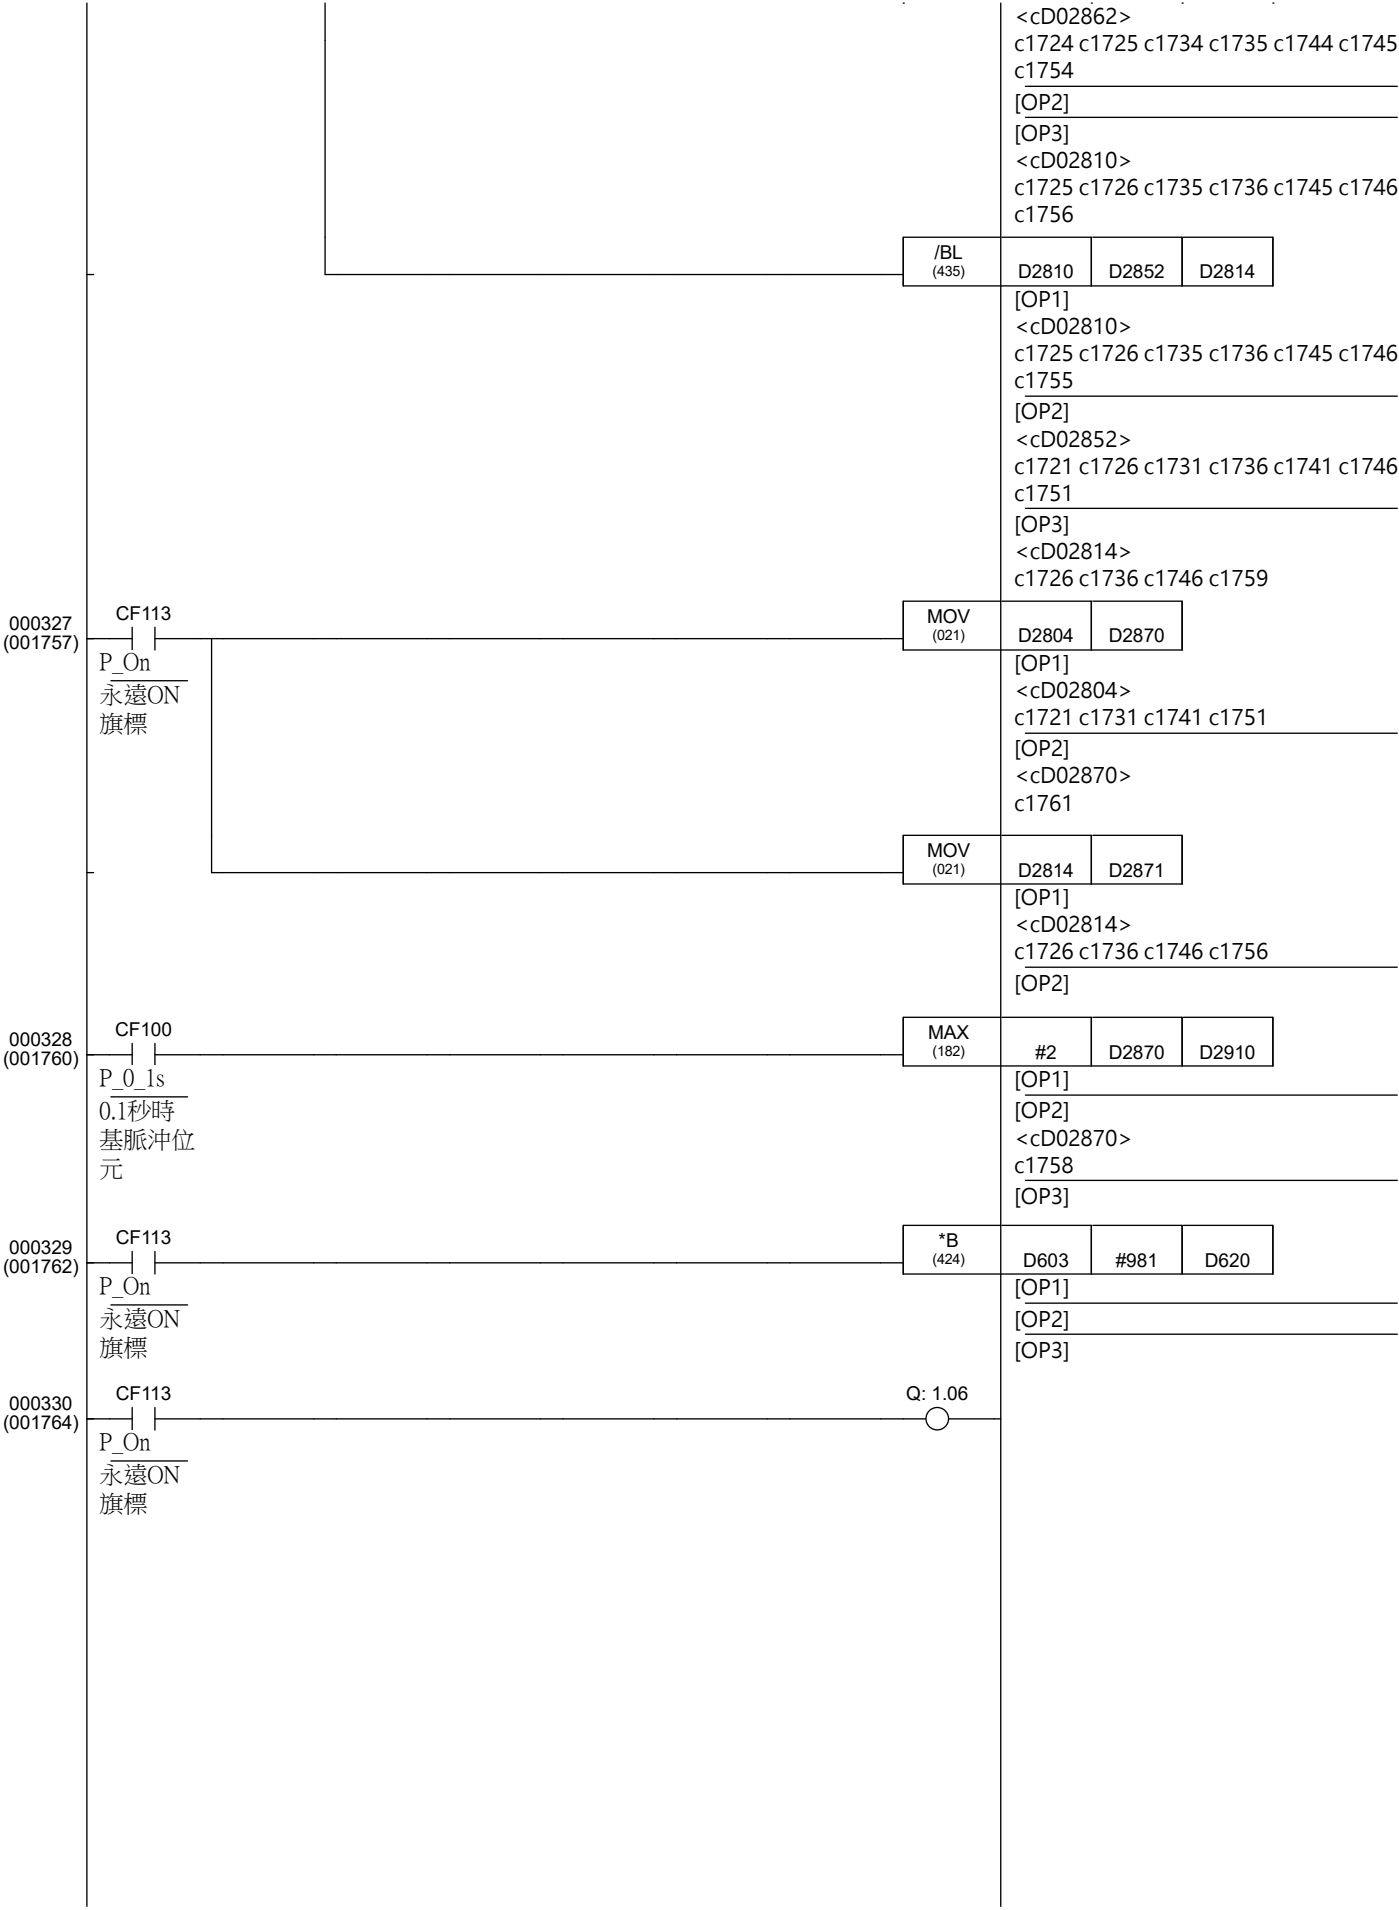 <cD02862>
c1724 c1725 c1734 c1735 c1744 c1745
c1754
[OP2]
[OP3]
<cD02810>
c1725 c1726 c1735 c1736 c1745 c1746
c1756
/BL
(435) D2810 D2852 D2814
[OP1]
<cD02810>
c1725 c1726 c1735 c1736 c1745 c1746
c1755
[OP2]
<cD02852>
c1721 c1726 c1731 c1736 c1741 c1746
c1751
[OP3]
<cD02814>
c1726 c1736 c1746 c1759
000327 CF113 MOV
(001757) (021) D2804 D2870
P_On
永遠ON
旗標
[OP1]
<cD02804>
c1721 c1731 c1741 c1751
[OP2]
<cD02870>
c1761
MOV
(021) D2814 D2871
[OP1]
<cD02814>
c1726 c1736 c1746 c1756
[OP2]
000328 CF100 MAX
(001760) (182) #2 D2870 D2910
P_0_1s
0.1秒時
基脈沖位
元
[OP1]
[OP2]
<cD02870>
c1758
[OP3]
000329 CF113 *B
(001762) (424) D603 #981 D620
P_On
永遠ON
旗標
[OP1]
[OP2]
[OP3]
000330 CF113 Q: 1.06
(001764)
P_On
永遠ON
旗標